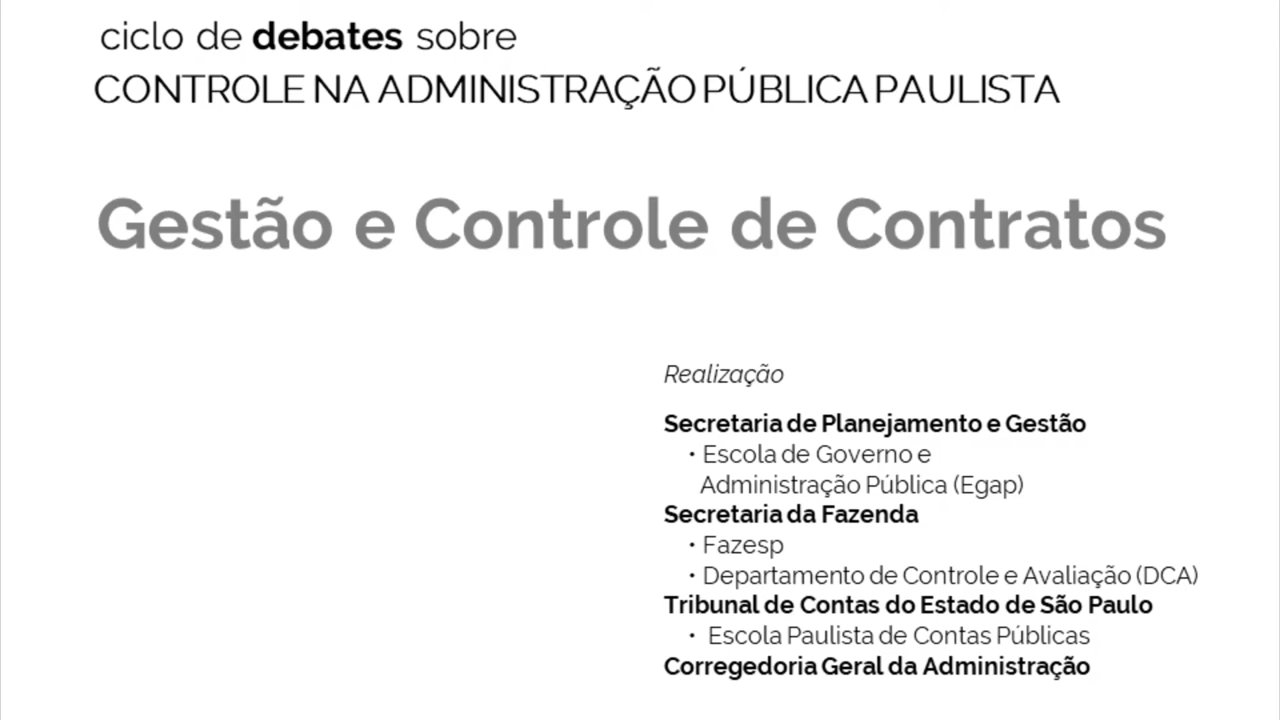 ciclo de debates sobre
CONTROLE NA ADMINISTRAÇÃO PÚBLICA PAULISTA
Gestão e Controle de Contratos
Realização
Secretaria de Planejamento e Gestão
• Escola de Governo e
Administração Pública (Egap)
Secretaria da Fazenda
• Fazesp
• Departamento de Controle e Avaliação (DCA)
Tribunal de Contas do Estado de São Paulo
• Escola Paulista de Contas Públicas
Corregedoria Geral da Administração